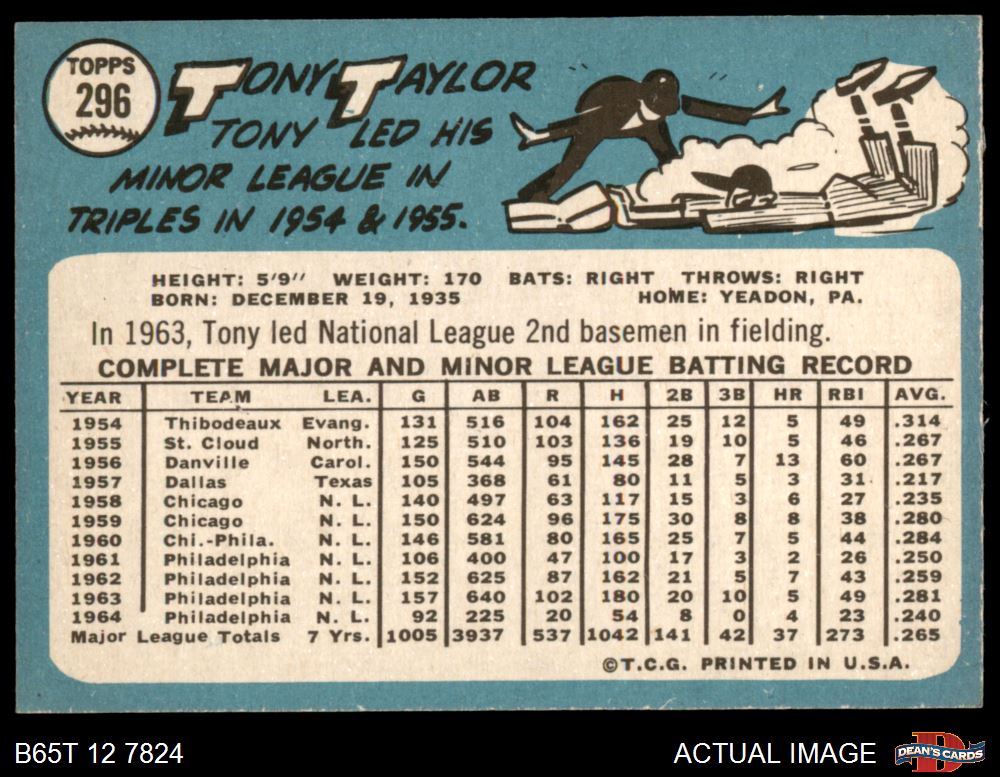 TOPPS
296
TONY TAYLOR
TONY LED HIS
MINOR LEAGUE IN
TRIPLES IN 1954 & 1955.
HEIGHT: 5'9" WEIGHT: 170 BATS: RIGHT THROWS: RIGHT
BORN: DECEMBER 19, 1935 HOME: YEADON, PA.
In 1963, Tony led National League 2nd basemen in fielding.
COMPLETE MAJOR AND MINOR LEAGUE BATTING RECORD
YEAR TEAM LEA. G AB R H 2B 3B HR RBI AVG.
1954 Thibodeaux Evang. 131 516 104 162 25 12 5 49 .314
1955 St. Cloud North. 125 510 103 136 19 10 5 46 .267
1956 Danville Carol. 150 544 95 145 28 7 13 60 .267
1957 Dallas Texas 105 368 61 80 11 5 3 31 .217
1958 Chicago N. L. 140 497 63 117 15 3 6 27 .235
1959 Chicago N. L. 150 624 96 175 30 8 8 38 .280
1960 Chi.-Phila. N. L. 146 581 80 165 25 7 5 44 .284
1961 Philadelphia N. L. 106 400 47 100 17 3 2 26 .250
1962 Philadelphia N. L. 152 625 87 162 21 5 7 43 .259
1963 Philadelphia N. L. 157 640 102 180 20 10 5 49 .281
1964 Philadelphia N. L. 92 225 20 54 8 0 4 23 .240
Major League Totals 7 Yrs. 1005 3937 537 1042 141 42 37 273 .265
©T.C.G. PRINTED IN U.S.A.
B65T 12 7824
ACTUAL IMAGE
D
DEAN'S CARDS